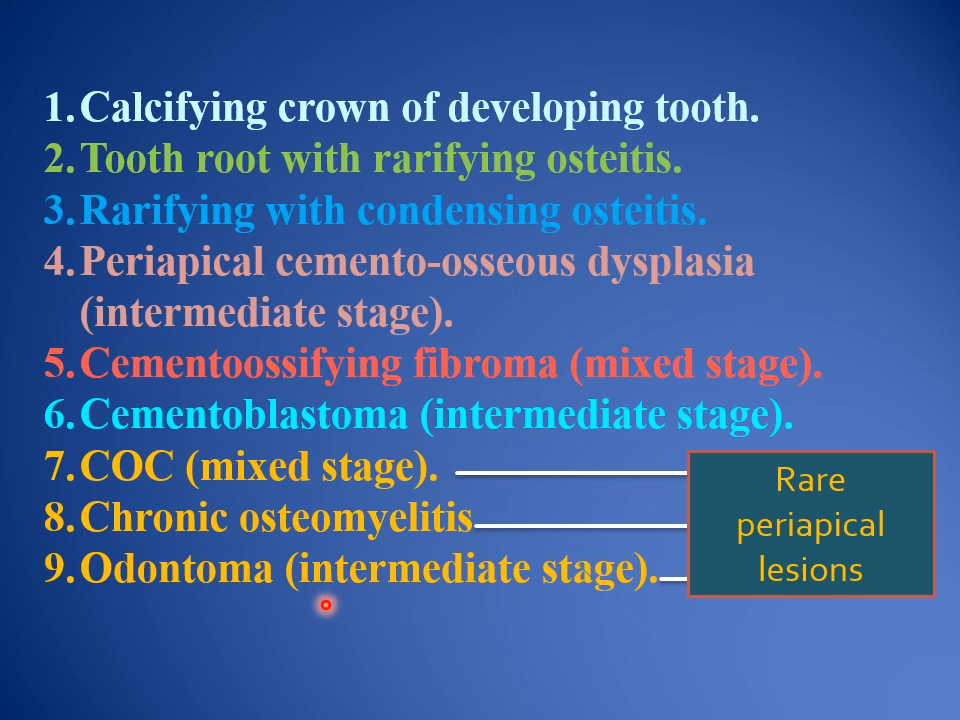 1. Calcifying crown of developing tooth.
2. Tooth root with rarifying osteitis.
3. Rarifying with condensing osteitis.
4. Periapical cemento-osseous dysplasia
(intermediate stage).
5. Cementoossifying fibroma (mixed stage).
6. Cementoblastoma (intermediate stage).
7. COC (mixed stage).
8. Chronic osteomyelitis
9. Odontoma (intermediate stage).
Rare
periapical
lesions